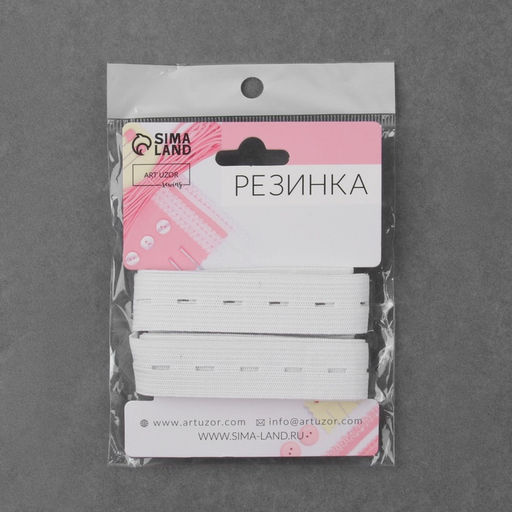 SIMA
LAND
ART UZOR
sewing
РЕЗИНКА
www.artuzor.com info@artuzor.com
WWW.SIMA-LAND.RU